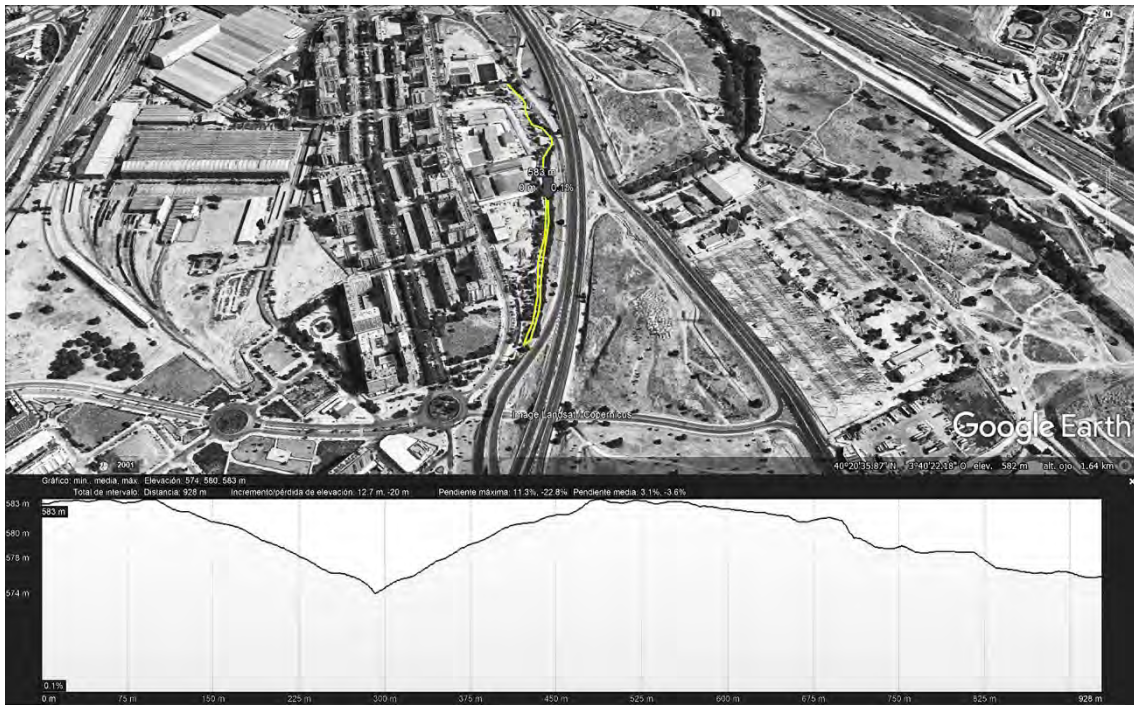 N
583 m
0 m 0.1%
Image Landsat / Copernicus
Google Earth
2001
40°20'35.87" N 3°40'22.18" O elev. 582 m alt. ojo 1.64 km
Gráfico: mín., media, máx. Elevación: 574, 580, 583 m
Total de intervalo: Distancia: 928 m Incremento/pérdida de elevación: 12.7 m, -20 m Pendiente máxima: 11.3%, -22.8% Pendiente media: 3.1%, -3.6%
583 m
583 m
580 m
578 m
574 m
0.1%
0 m 75 m 150 m 225 m 300 m 375 m 450 m 525 m 600 m 675 m 750 m 825 m 928 m